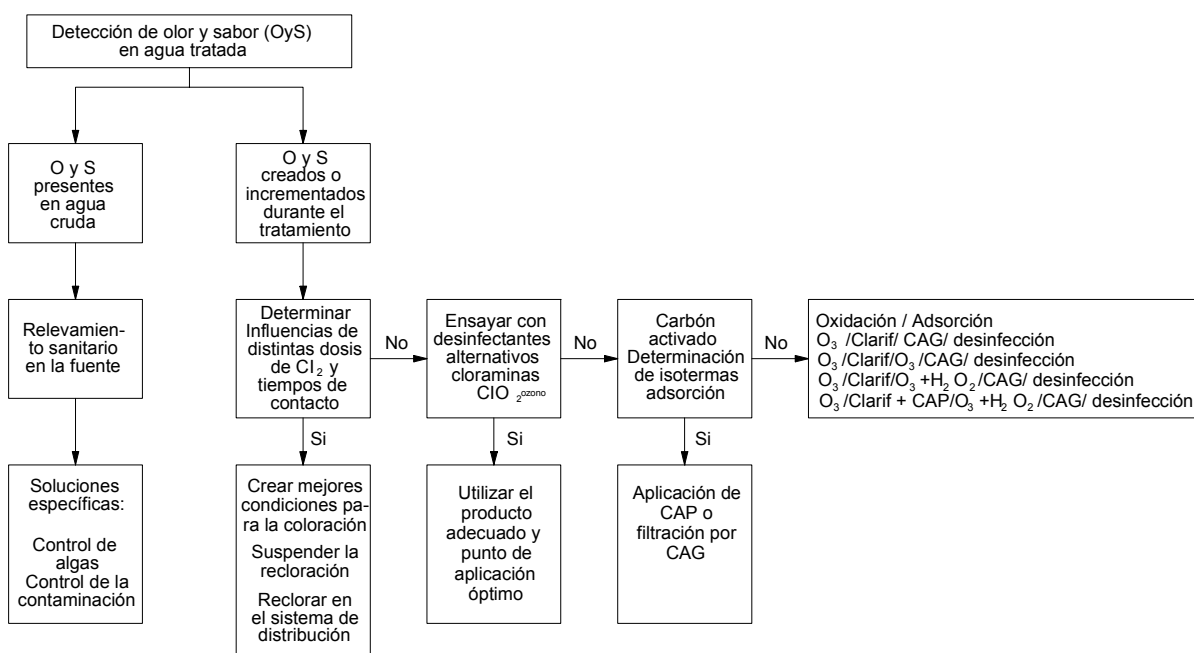 Detección de olor y sabor (OyS)
en agua tratada
O y S
presentes
en agua
cruda
O y S
creados o
incrementados
durante el
tratamiento
Relevamien-
to sanitario
en la fuente
Determinar
Influencias de
distintas dosis
de Cl₂ y
tiempos de
contacto
No
Ensayar con
desinfectantes
alternativos
cloraminas
ClO ₂ozono
No
Carbón
activado
Determinación
de isotermas
adsorción
No
Oxidación / Adsorción
O₃ /Clarif/ CAG/ desinfección
O₃ /Clarif/O₃ /CAG/ desinfección
O₃ /Clarif/O₃ +H₂ O₂ /CAG/ desinfección
O₃ /Clarif + CAP/O₃ +H₂ O₂ /CAG/ desinfección
Si
Si
Si
Soluciones
específicas:
Control de
algas
Control de la
contaminación
Crear mejores
condiciones pa-
ra la coloración
Suspender la
recloración
Reclorar en
el sistema de
distribución
Utilizar el
producto
adecuado y
punto de
aplicación
óptimo
Aplicación de
CAP o
filtración por
CAG